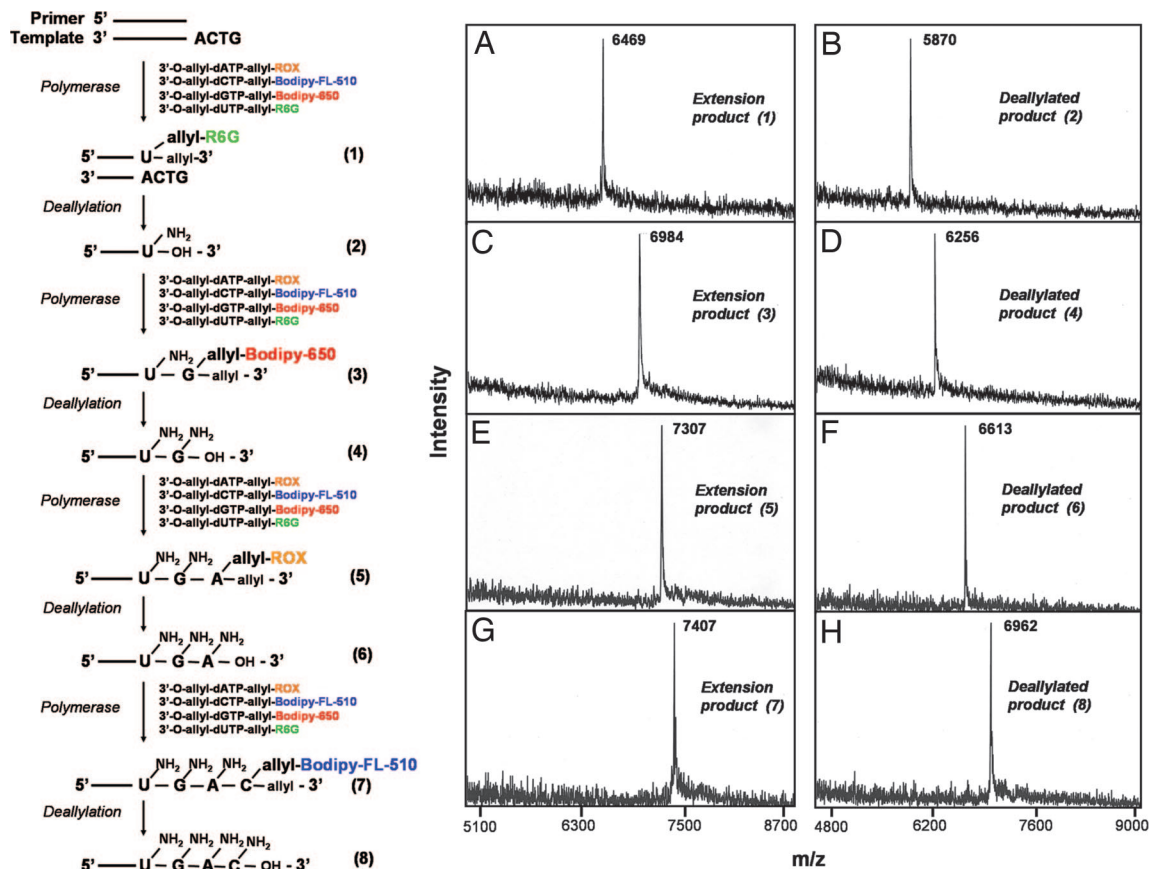 Primer 5'
Template 3' ACTG
Polymerase
3'-O-allyl-dATP-allyl-ROX
3'-O-allyl-dCTP-allyl-Bodipy-FL-510
3'-O-allyl-dGTP-allyl-Bodipy-650
3'-O-allyl-dUTP-allyl-R6G
allyl-R6G
5' U allyl-3' (1)
3' ACTG
Deallylation
NH2
5' U OH - 3' (2)
Polymerase
3'-O-allyl-dATP-allyl-ROX
3'-O-allyl-dCTP-allyl-Bodipy-FL-510
3'-O-allyl-dGTP-allyl-Bodipy-650
3'-O-allyl-dUTP-allyl-R6G
NH2 allyl-Bodipy-650
5' U G allyl - 3' (3)
Deallylation
NH2 NH2
5' U G OH - 3' (4)
Polymerase
3'-O-allyl-dATP-allyl-ROX
3'-O-allyl-dCTP-allyl-Bodipy-FL-510
3'-O-allyl-dGTP-allyl-Bodipy-650
3'-O-allyl-dUTP-allyl-R6G
NH2 NH2 allyl-ROX
5' U G A allyl - 3' (5)
Deallylation
NH2 NH2 NH2
5' U G A OH - 3' (6)
Polymerase
3'-O-allyl-dATP-allyl-ROX
3'-O-allyl-dCTP-allyl-Bodipy-FL-510
3'-O-allyl-dGTP-allyl-Bodipy-650
3'-O-allyl-dUTP-allyl-R6G
NH2 NH2 NH2 allyl-Bodipy-FL-510
5' U G A C allyl - 3' (7)
Deallylation
NH2 NH2 NH2 NH2
5' U G A C OH - 3' (8)
Intensity
A 6469
Extension
product (1)
B 5870
Deallylated
product (2)
C 6984
Extension
product (3)
D 6256
Deallylated
product (4)
E 7307
Extension
product (5)
F 6613
Deallylated
product (6)
G 7407
Extension
product (7)
H 6962
Deallylated
product (8)
5100 6300 7500 8700
4800 6200 7600 9000
m/z